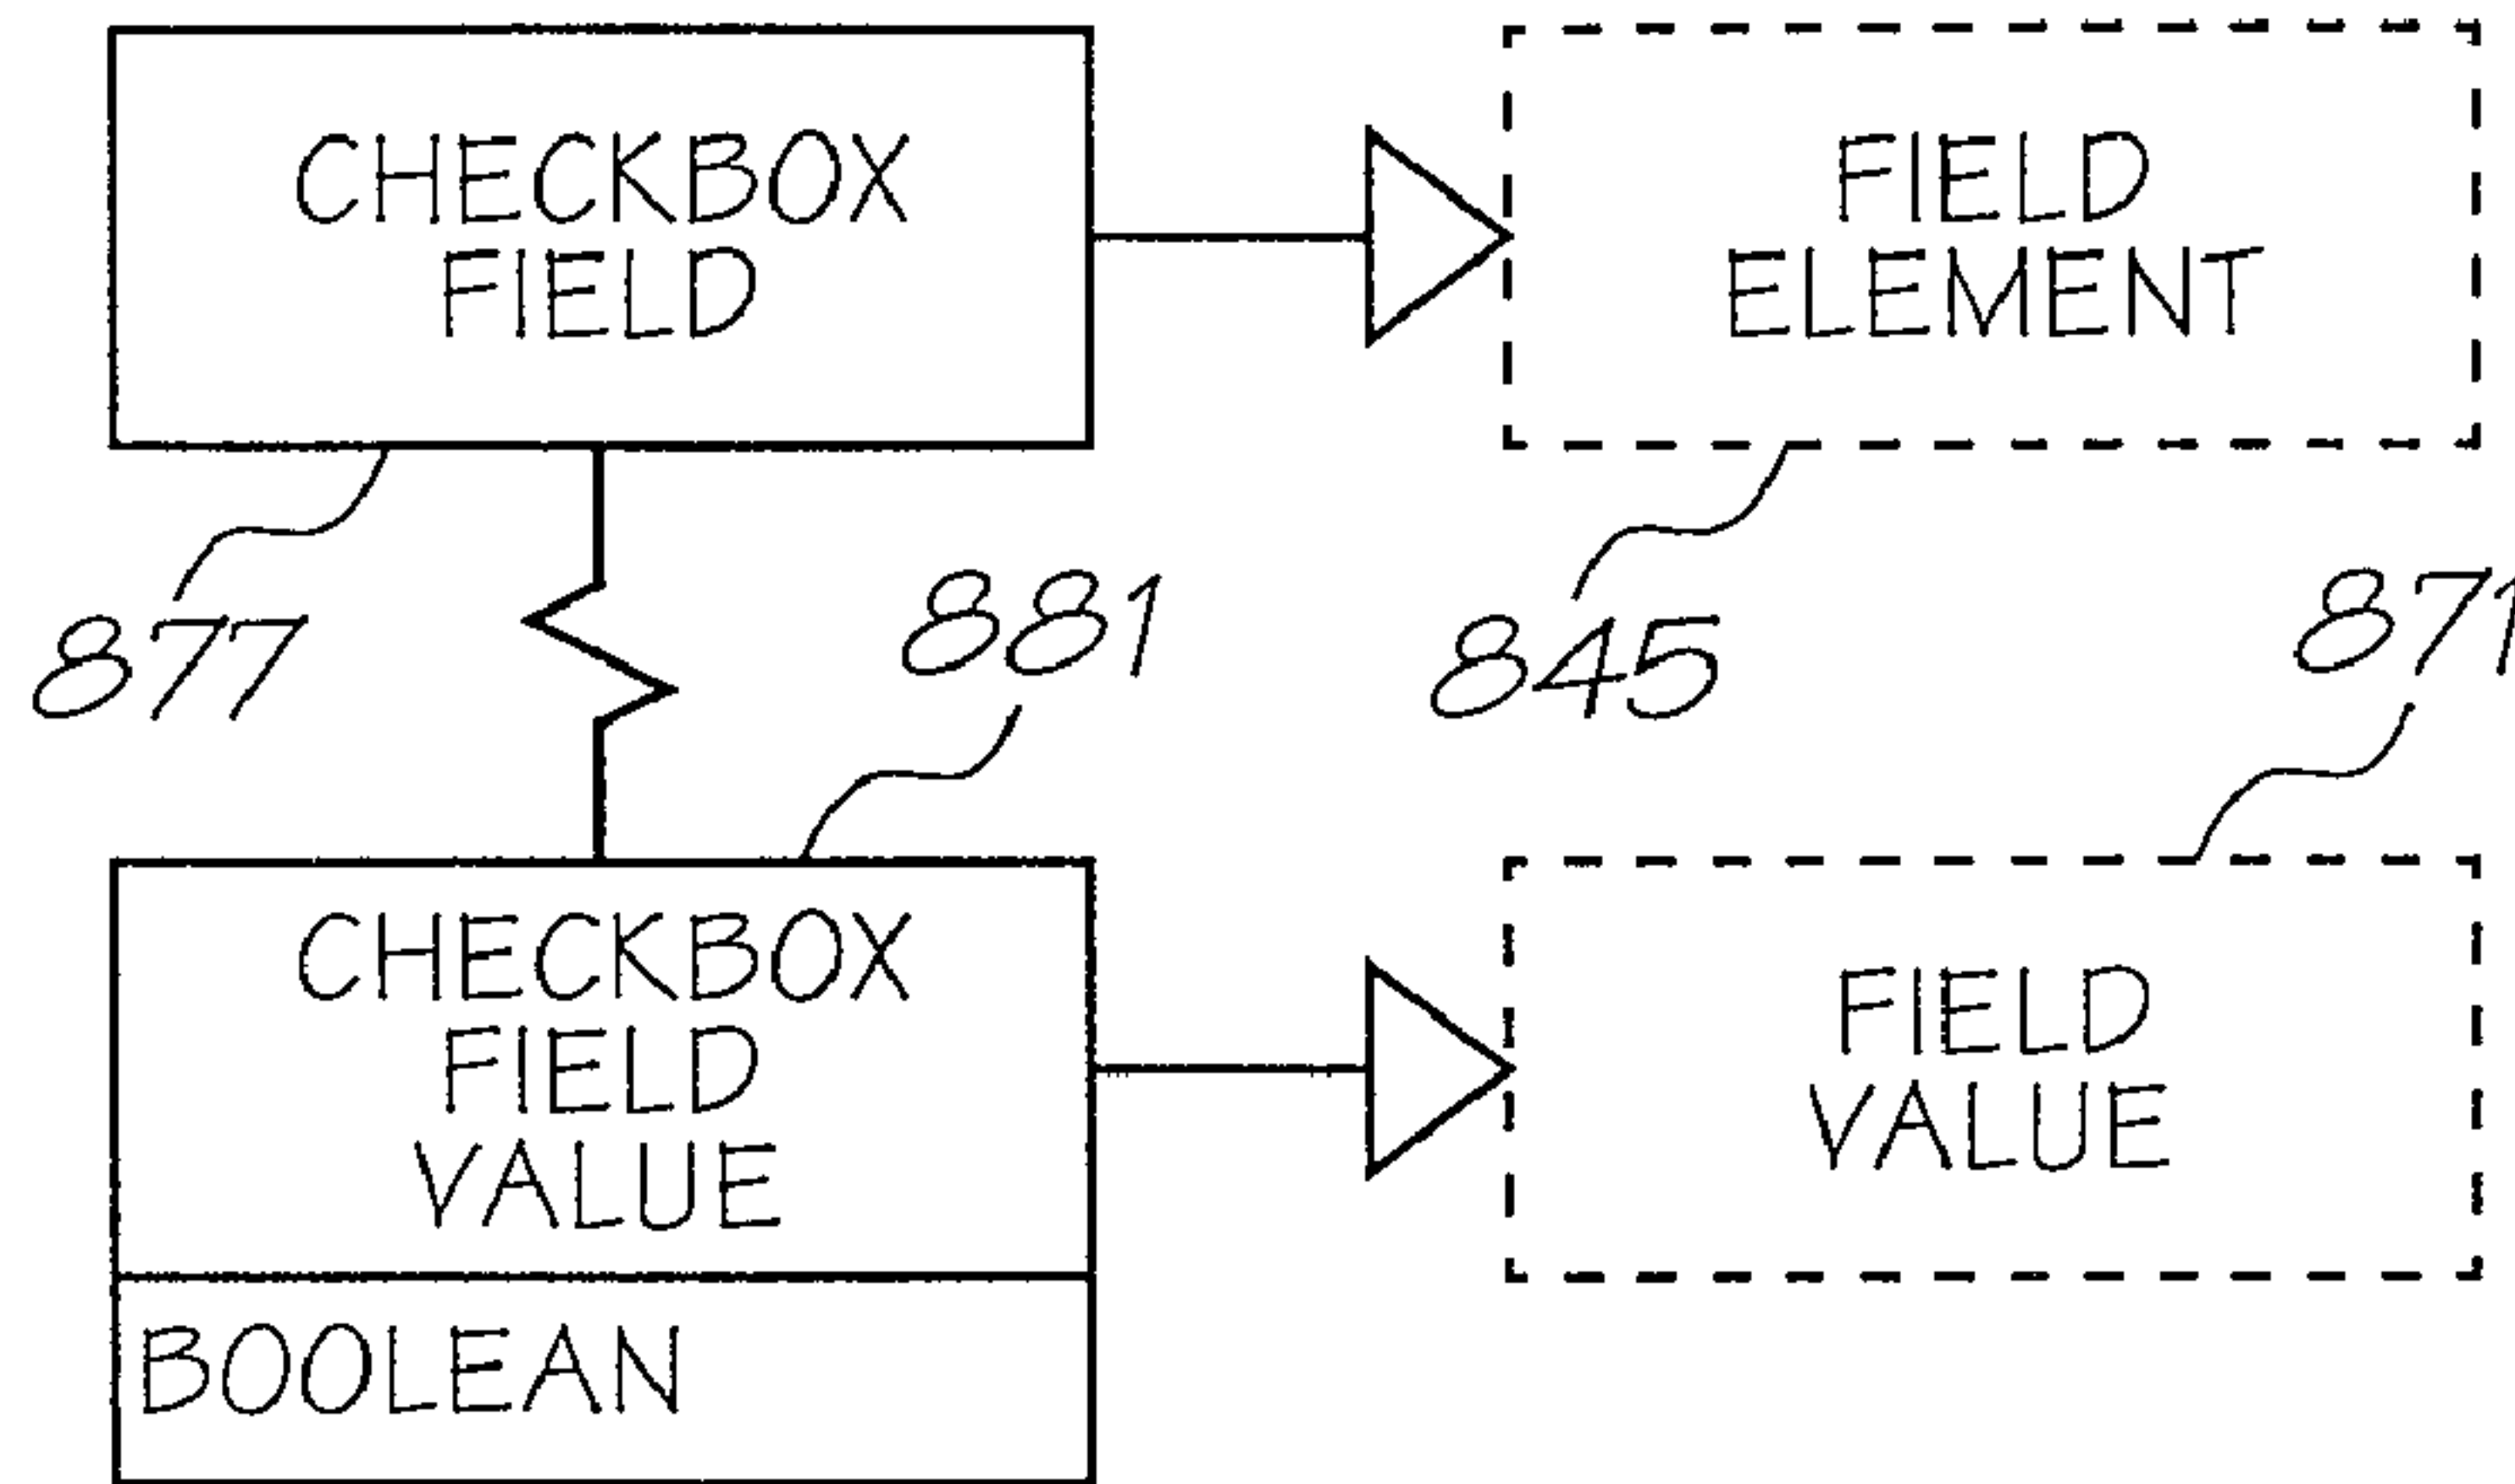 CHECKBOX
FIELD
FIELD
ELEMENT
877
881
845
871
CHECKBOX
FIELD
VALUE
FIELD
VALUE
BOOLEAN